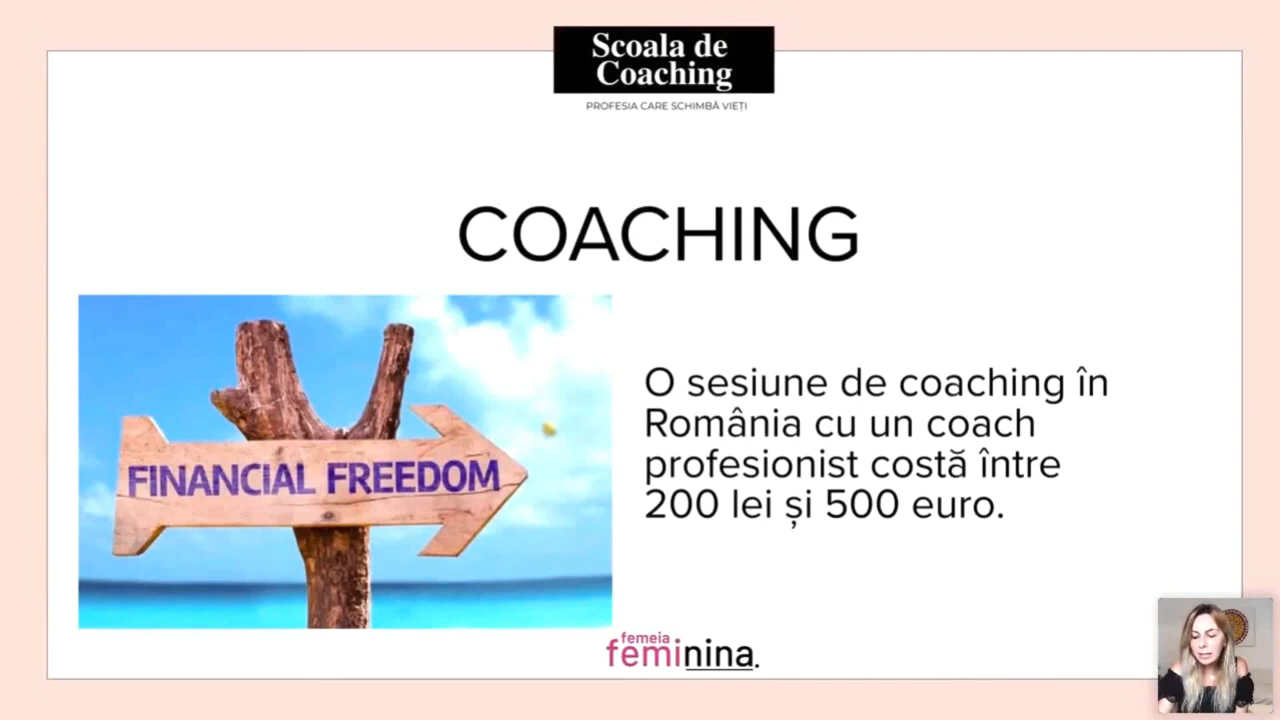 Scoala de
Coaching
PROFESIA CARE SCHIMBĂ VIEȚI
COACHING
FINANCIAL FREEDOM
O sesiune de coaching în
România cu un coach
profesionist costă între
200 lei și 500 euro.
femeia
feminina.